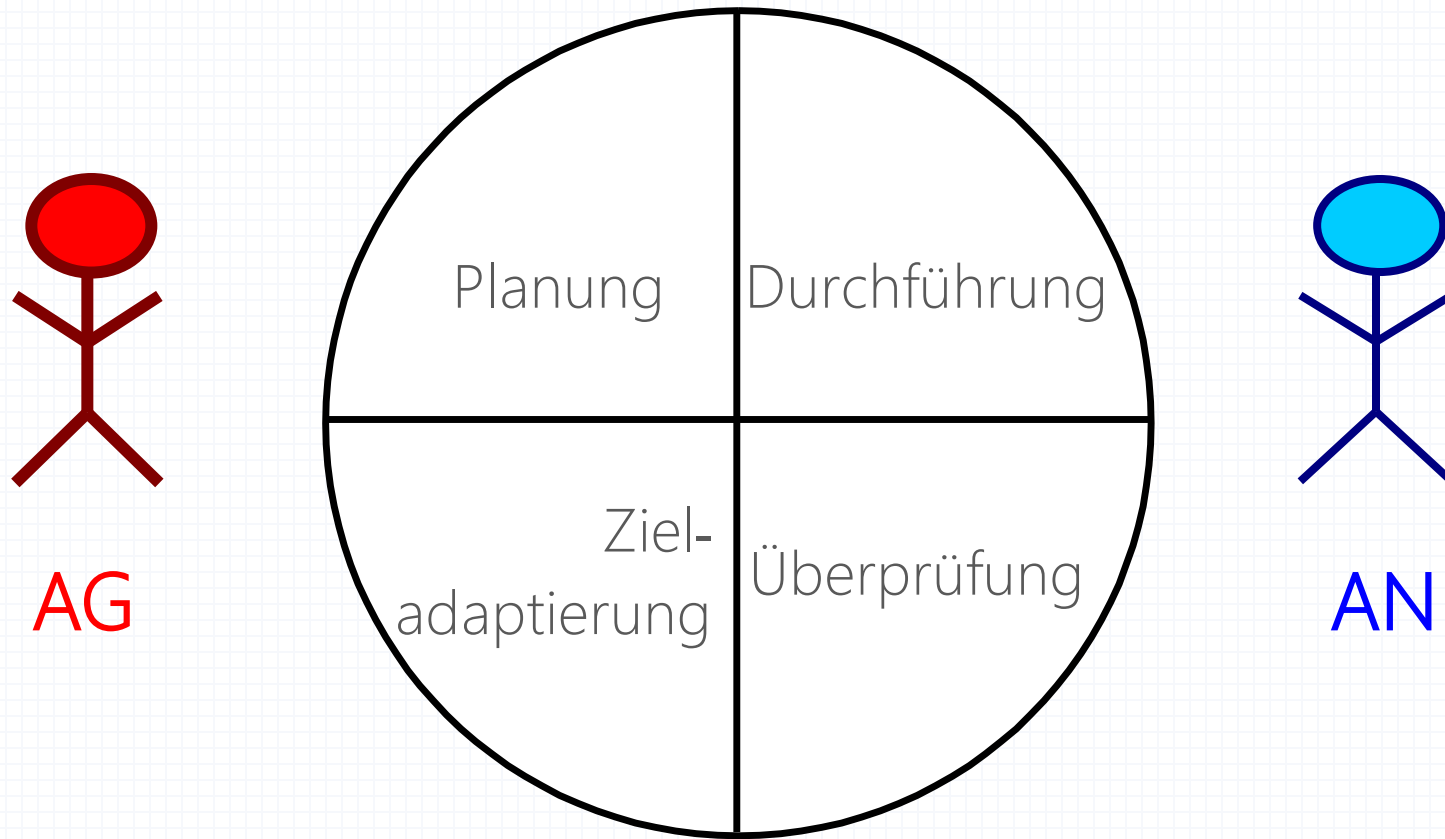 Planung
Durchführung
Ziel-
adaptierung
Überprüfung
AG
AN